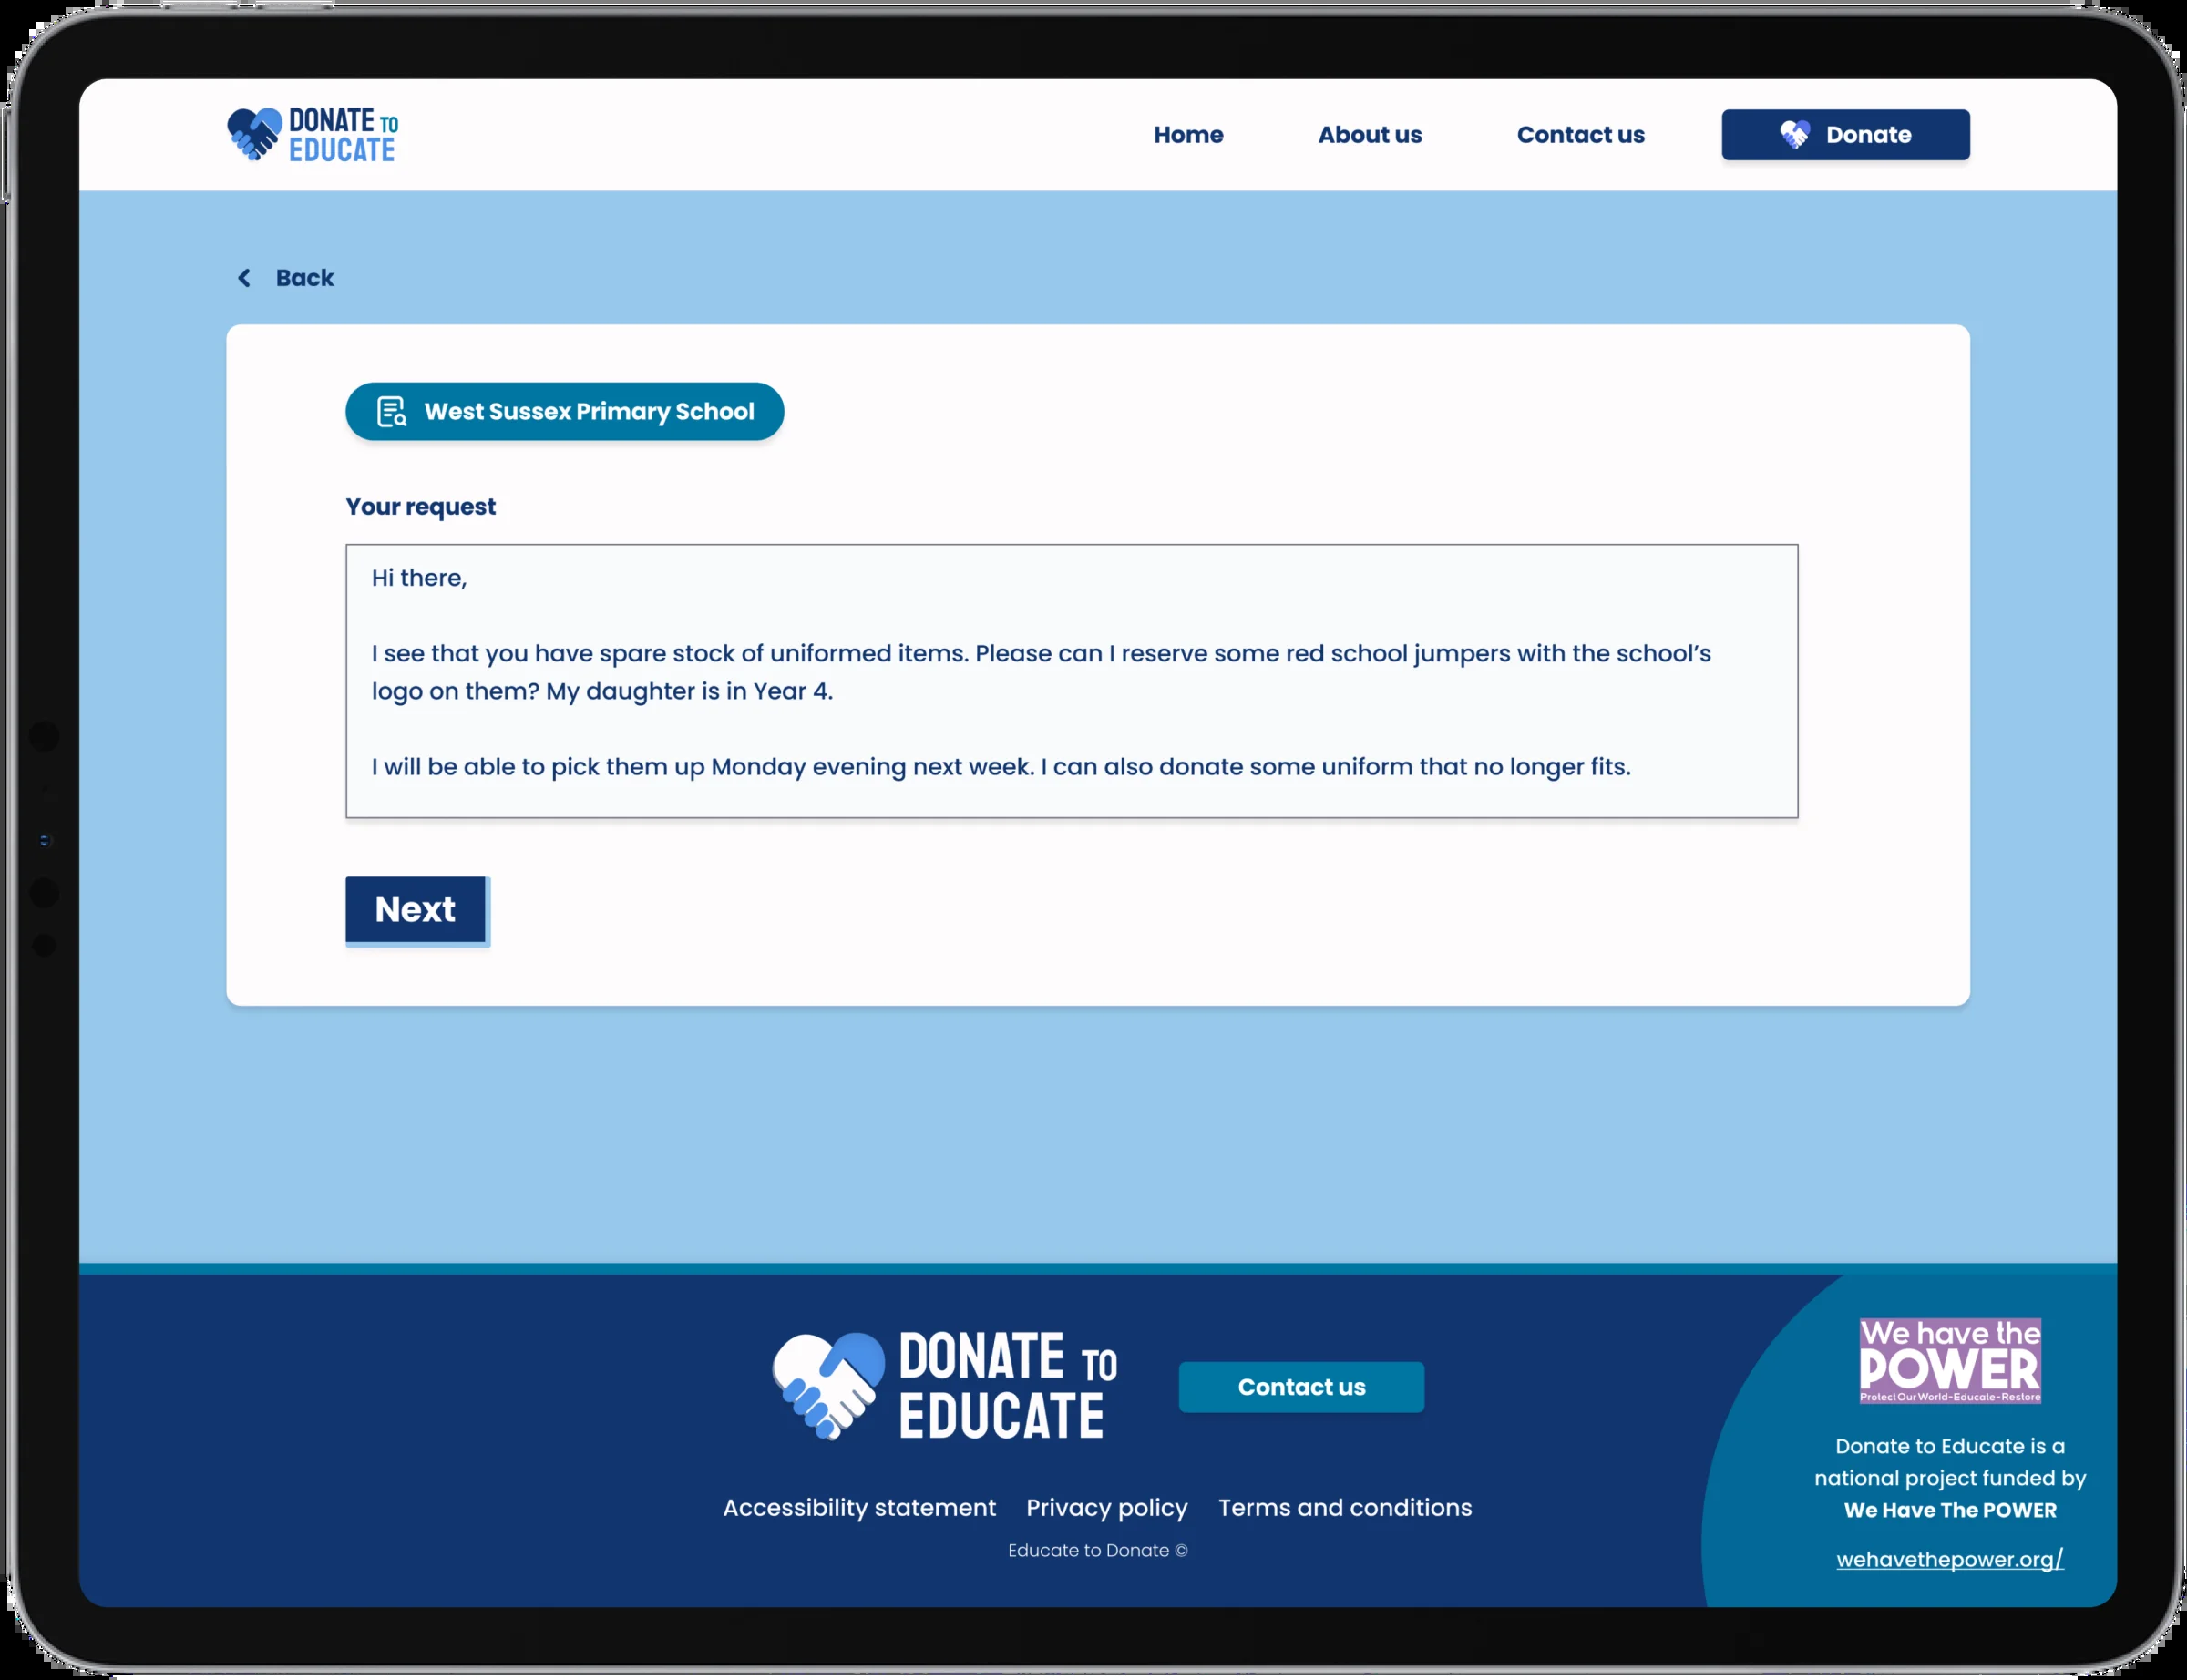 DONATE TO
EDUCATE
Home
About us
Contact us
Donate
Back
West Sussex Primary School
Your request
Hi there,
I see that you have spare stock of uniformed items. Please can I reserve some red school jumpers with the school's
logo on them? My daughter is in Year 4.
I will be able to pick them up Monday evening next week. I can also donate some uniform that no longer fits.
Next
DONATE TO
EDUCATE
Contact us
Accessibility statement
Privacy policy
Terms and conditions
Educate to Donate ©
We have the
POWER
Protect Our World-Educate-Restore
Donate to Educate is a
national project funded by
We Have The POWER
wehavethepower.org/